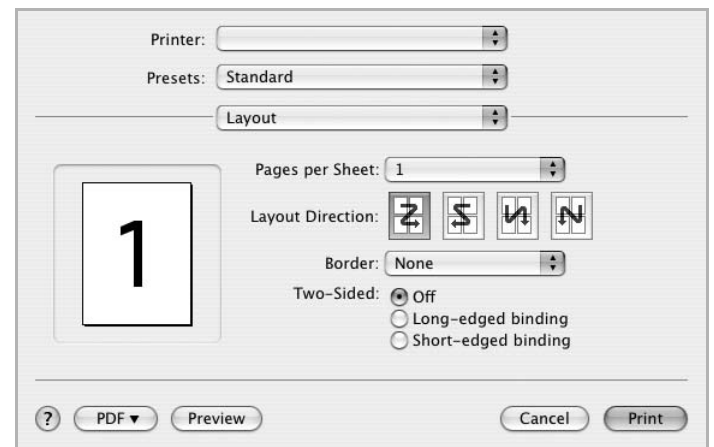 Printer:
Presets: Standard
Layout
Pages per Sheet: 1
1
Layout Direction:
Border: None
Two-Sided: Off
Long-edged binding
Short-edged binding
? PDF▼ Preview Cancel Print